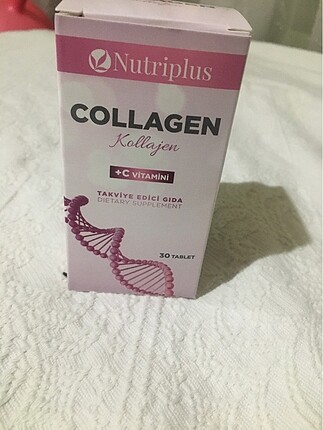 Nutriplus
COLLAGEN
Kollajen
+C VİTAMİNİ
TAKVİYE EDİCİ GIDA
DIETARY SUPPLEMENT
30 TABLET